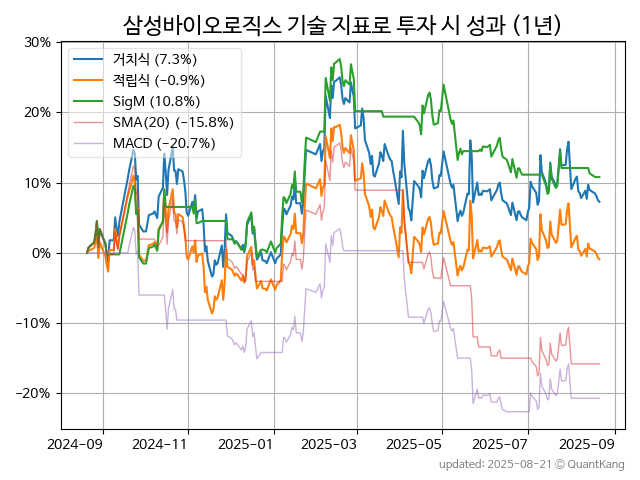 삼성바이오로직스 기술 지표로 투자 시 성과 (1년)
30%
20%
10%
0%
−10%
−20%
거치식 (7.3%)
적립식 (−0.9%)
SigM (10.8%)
SMA(20) (−15.8%)
MACD (−20.7%)
2024-09
2024-11
2025-01
2025-03
2025-05
2025-07
2025-09
updated: 2025-08-21 © QuantKang